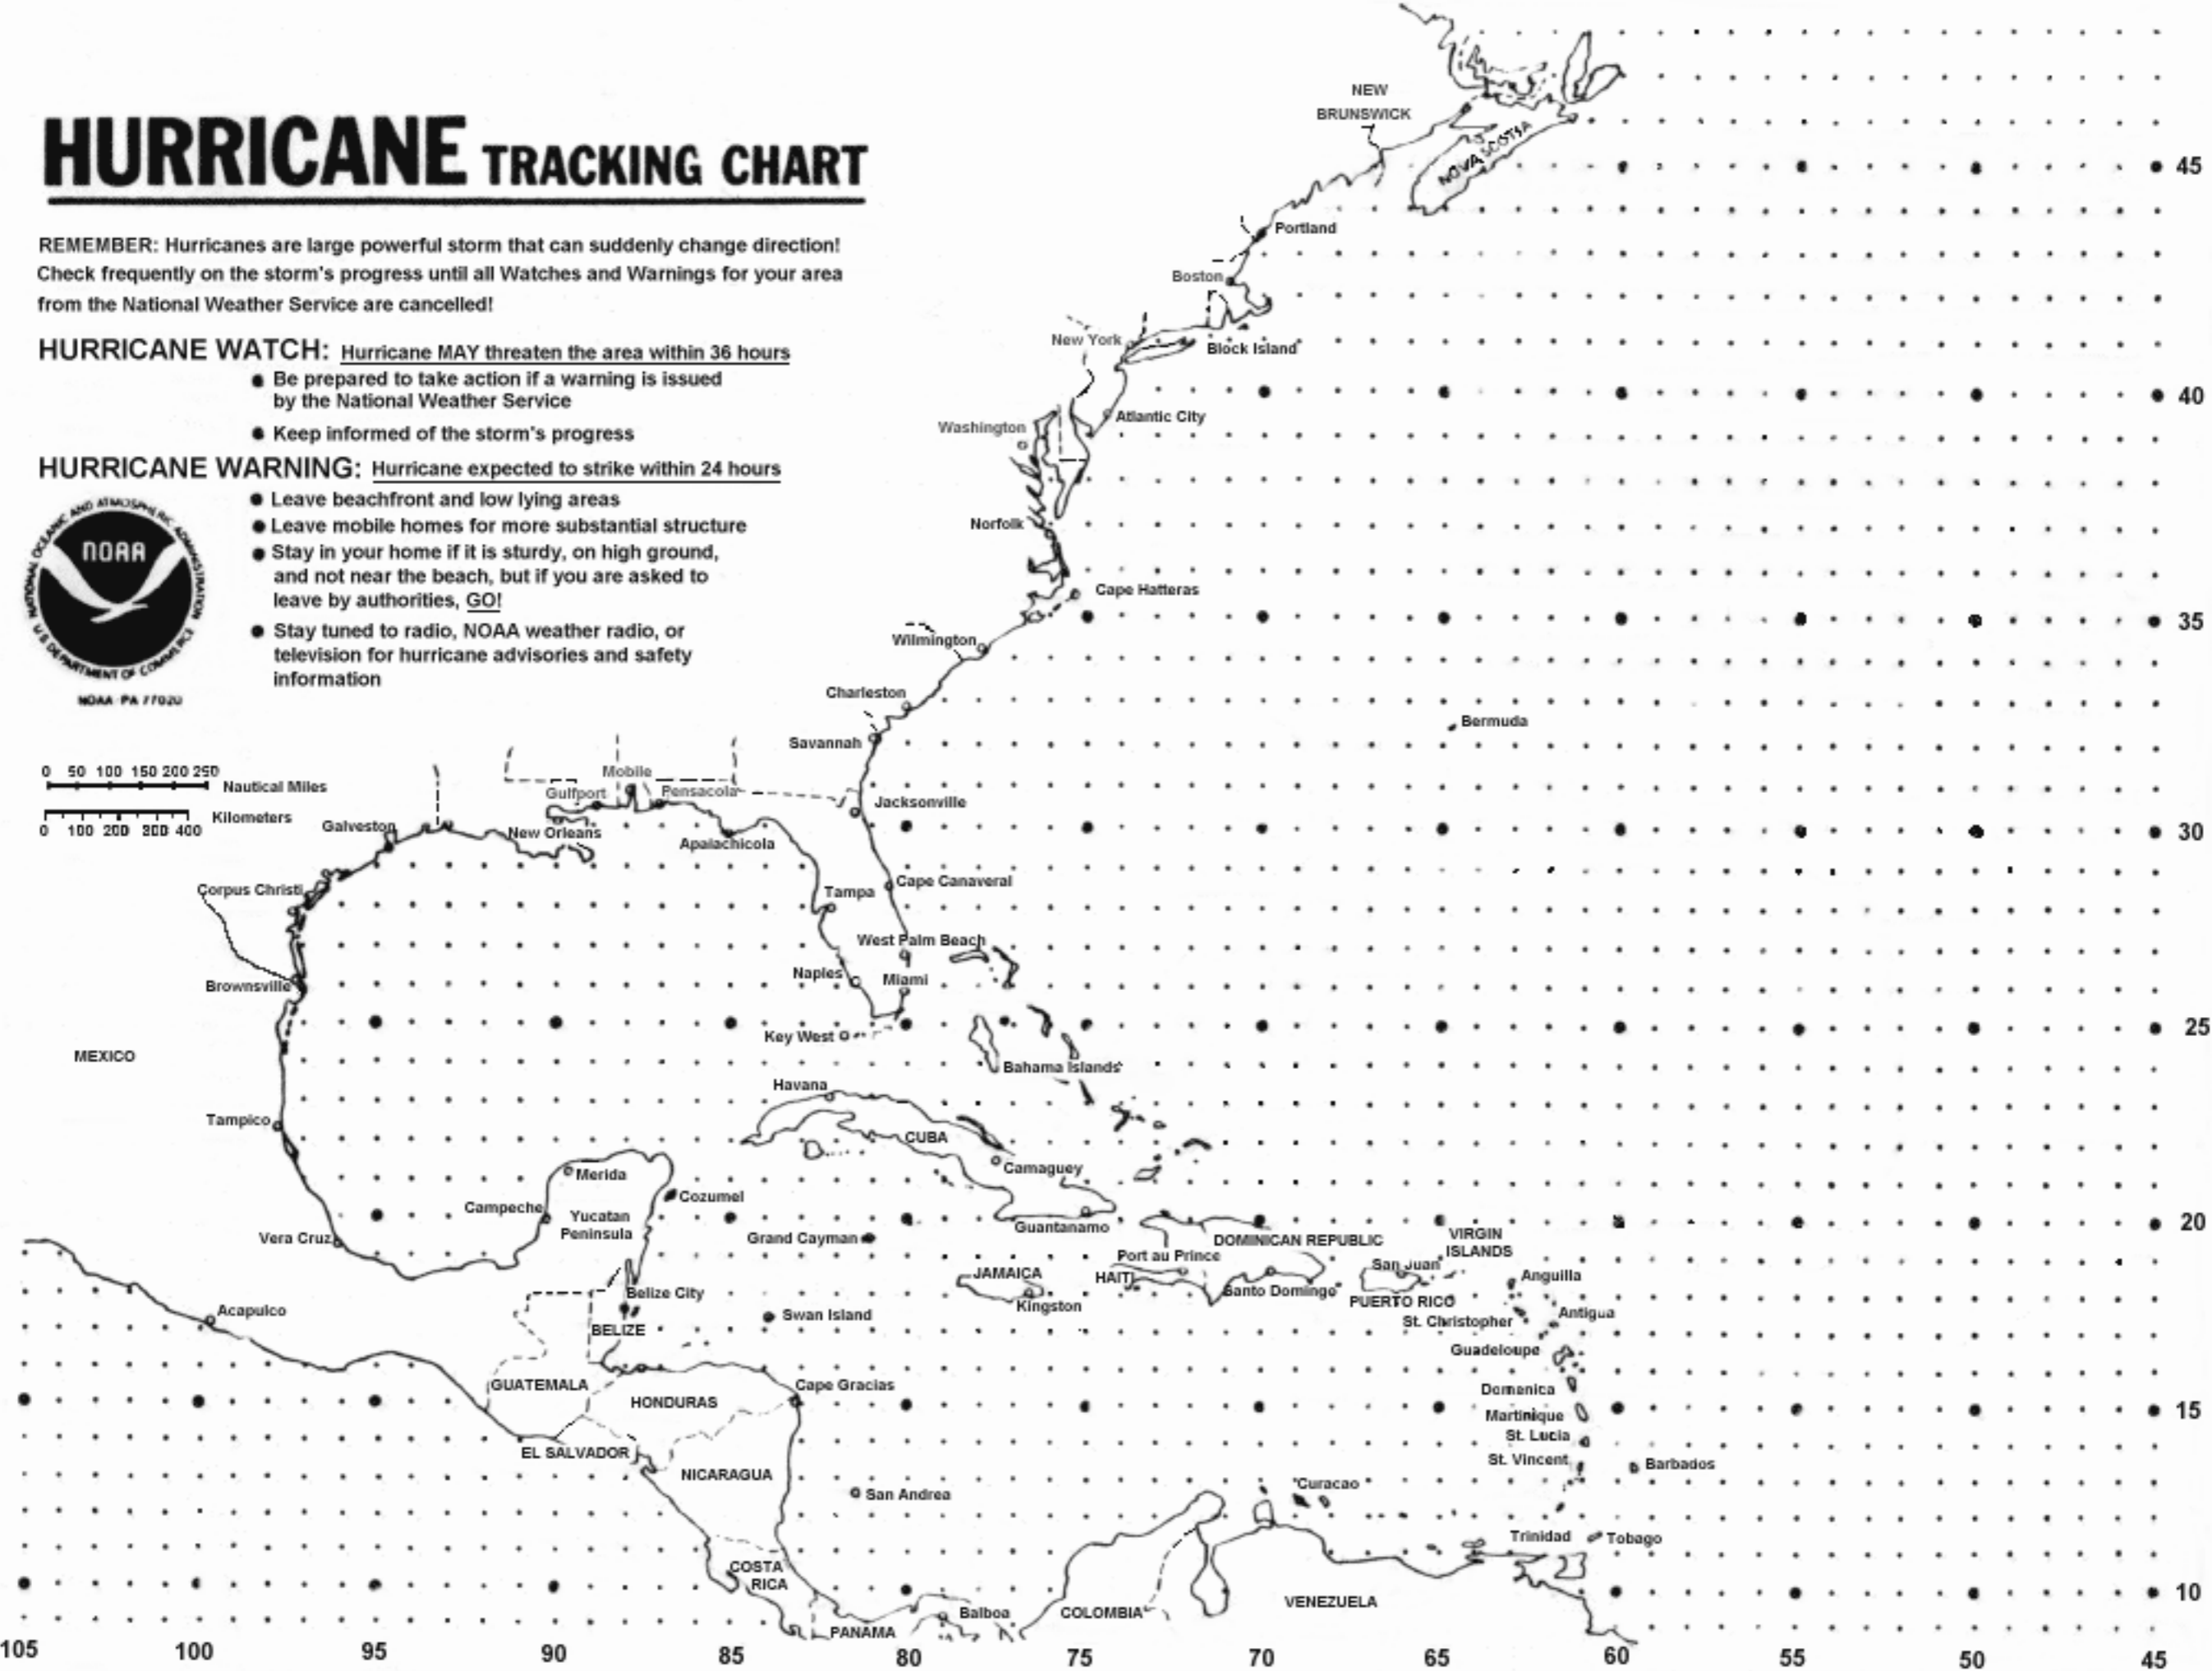 HURRICANE TRACKING CHART
REMEMBER: Hurricanes are large powerful storm that can suddenly change direction!
Check frequently on the storm's progress until all Watches and Warnings for your area
from the National Weather Service are cancelled!
HURRICANE WATCH: Hurricane MAY threaten the area within 36 hours
● Be prepared to take action if a warning is issued
by the National Weather Service
● Keep informed of the storm's progress
HURRICANE WARNING: Hurricane expected to strike within 24 hours
● Leave beachfront and low lying areas
● Leave mobile homes for more substantial structure
● Stay in your home if it is sturdy, on high ground,
and not near the beach, but if you are asked to
leave by authorities, GO!
● Stay tuned to radio, NOAA weather radio, or
television for hurricane advisories and safety
information
NATIONAL OCEANIC AND ATMOSPHERIC ADMINISTRATION
NOAA
U.S. DEPARTMENT OF COMMERCE
NOAA PA 77020
0 50 100 150 200 250
Nautical Miles
Kilometers
0 100 200 300 400
NEW
BRUNSWICK
NOVA SCOTIA
45
Portland
Boston
New York
Block Island
40
Atlantic City
Washington
Norfolk
Cape Hatteras
35
Wilmington
Charleston
Bermuda
Savannah
Mobile
Gulfport
Pensacola
Jacksonville
Galveston
New Orleans
Apalachicola
30
Corpus Christi
Tampa
Cape Canaveral
West Palm Beach
Naples
Miami
Brownsville
25
Key West
MEXICO
Bahama Islands
Havana
Tampico
CUBA
Camaguey
Merida
Cozumel
Campeche
Yucatan
Peninsula
Guantanamo
20
Vera Cruz
Grand Cayman
DOMINICAN REPUBLIC
VIRGIN
ISLANDS
Port au Prince
San Juan
JAMAICA
HAITI
Anguilla
Belize City
Santo Domingo
PUERTO RICO
Kingston
Acapulco
Swan Island
Antigua
St. Christopher
BELIZE
Guadeloupe
GUATEMALA
Cape Gracias
Domenica
HONDURAS
15
Martinique
St. Lucia
EL SALVADOR
St. Vincent
Barbados
NICARAGUA
Curacao
San Andrea
Trinidad
Tobago
COSTA
RICA
10
VENEZUELA
Balboa
COLOMBIA
PANAMA
105 100 95 90 85 80 75 70 65 60 55 50 45